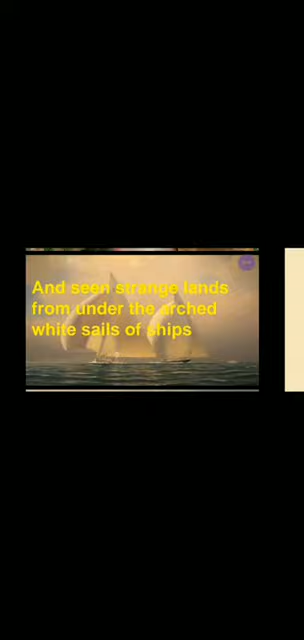 And seen strange lands
from under the arched
white sails of ships